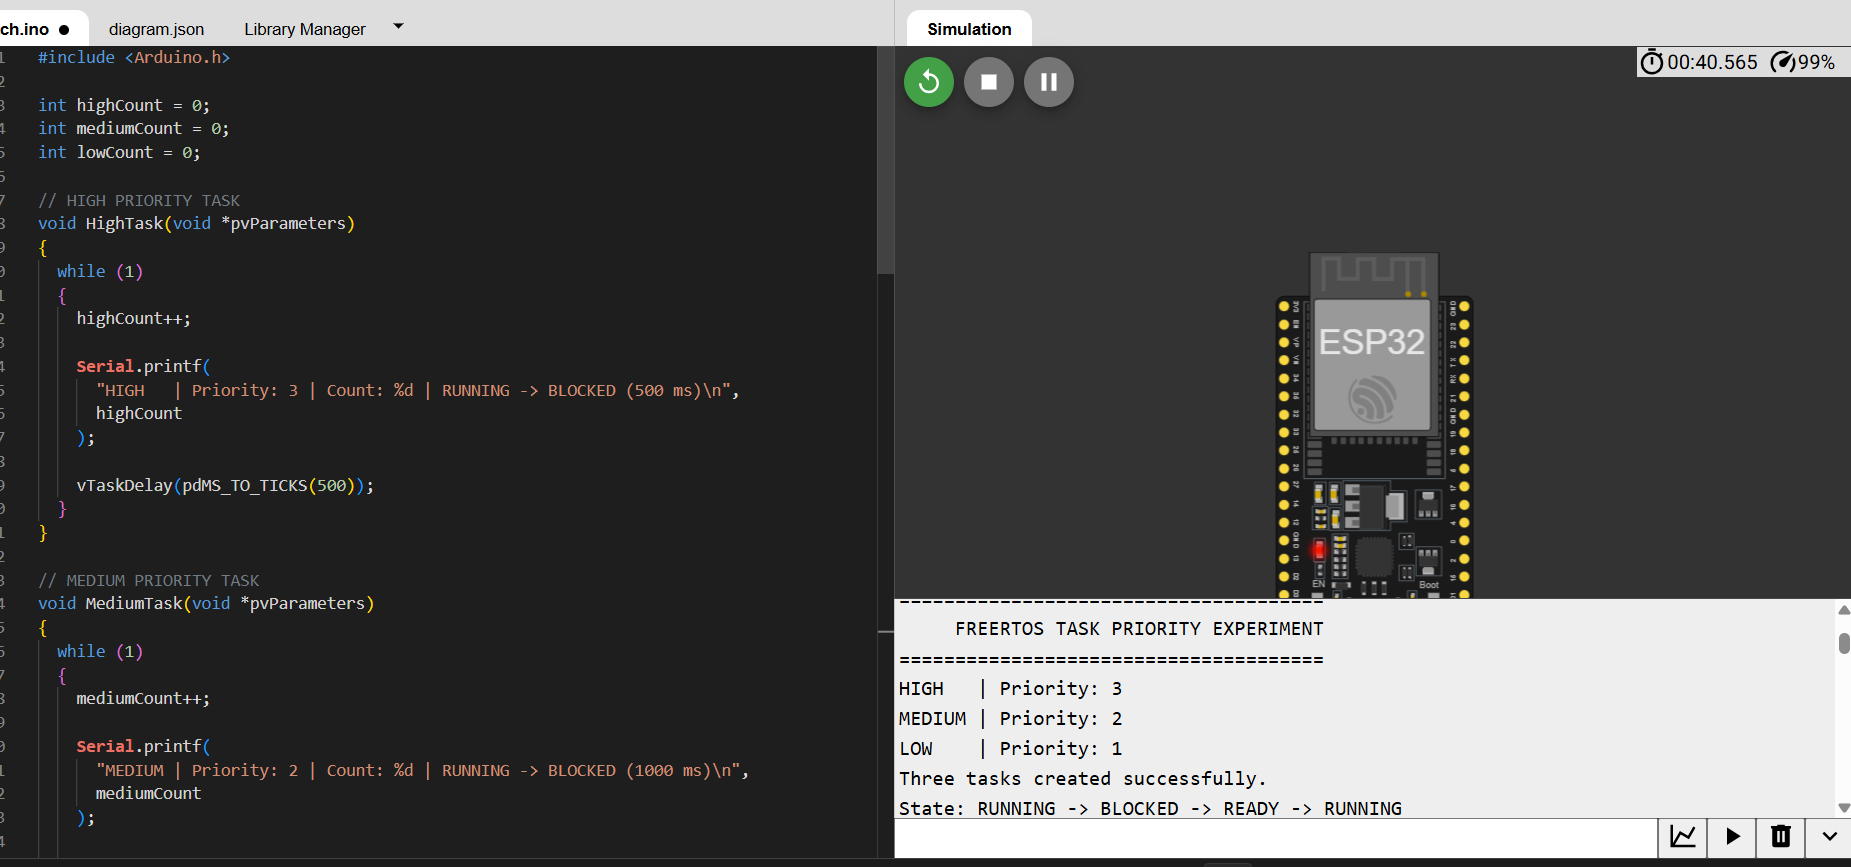 ch.ino ● diagram.json Library Manager
#include <Arduino.h>
int highCount = 0;
int mediumCount = 0;
int lowCount = 0;
// HIGH PRIORITY TASK
void HighTask(void *pvParameters)
{
while (1)
{
highCount++;
Serial.printf(
"HIGH   | Priority: 3 | Count: %d | RUNNING -> BLOCKED (500 ms)\n",
highCount
);
vTaskDelay(pdMS_TO_TICKS(500));
}
}
// MEDIUM PRIORITY TASK
void MediumTask(void *pvParameters)
{
while (1)
{
mediumCount++;
Serial.printf(
"MEDIUM | Priority: 2 | Count: %d | RUNNING -> BLOCKED (1000 ms)\n",
mediumCount
);
Simulation
00:40.565 99%
ESP32
EN
Boot
======================================
FREERTOS TASK PRIORITY EXPERIMENT
======================================
HIGH   | Priority: 3
MEDIUM | Priority: 2
LOW    | Priority: 1
Three tasks created successfully.
State: RUNNING -> BLOCKED -> READY -> RUNNING